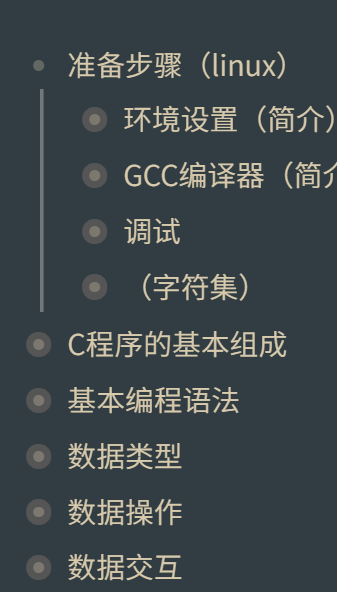 准备步骤（linux）
环境设置（简介）
GCC编译器（简介
调试
（字符集）
C程序的基本组成
基本编程语法
数据类型
数据操作
数据交互